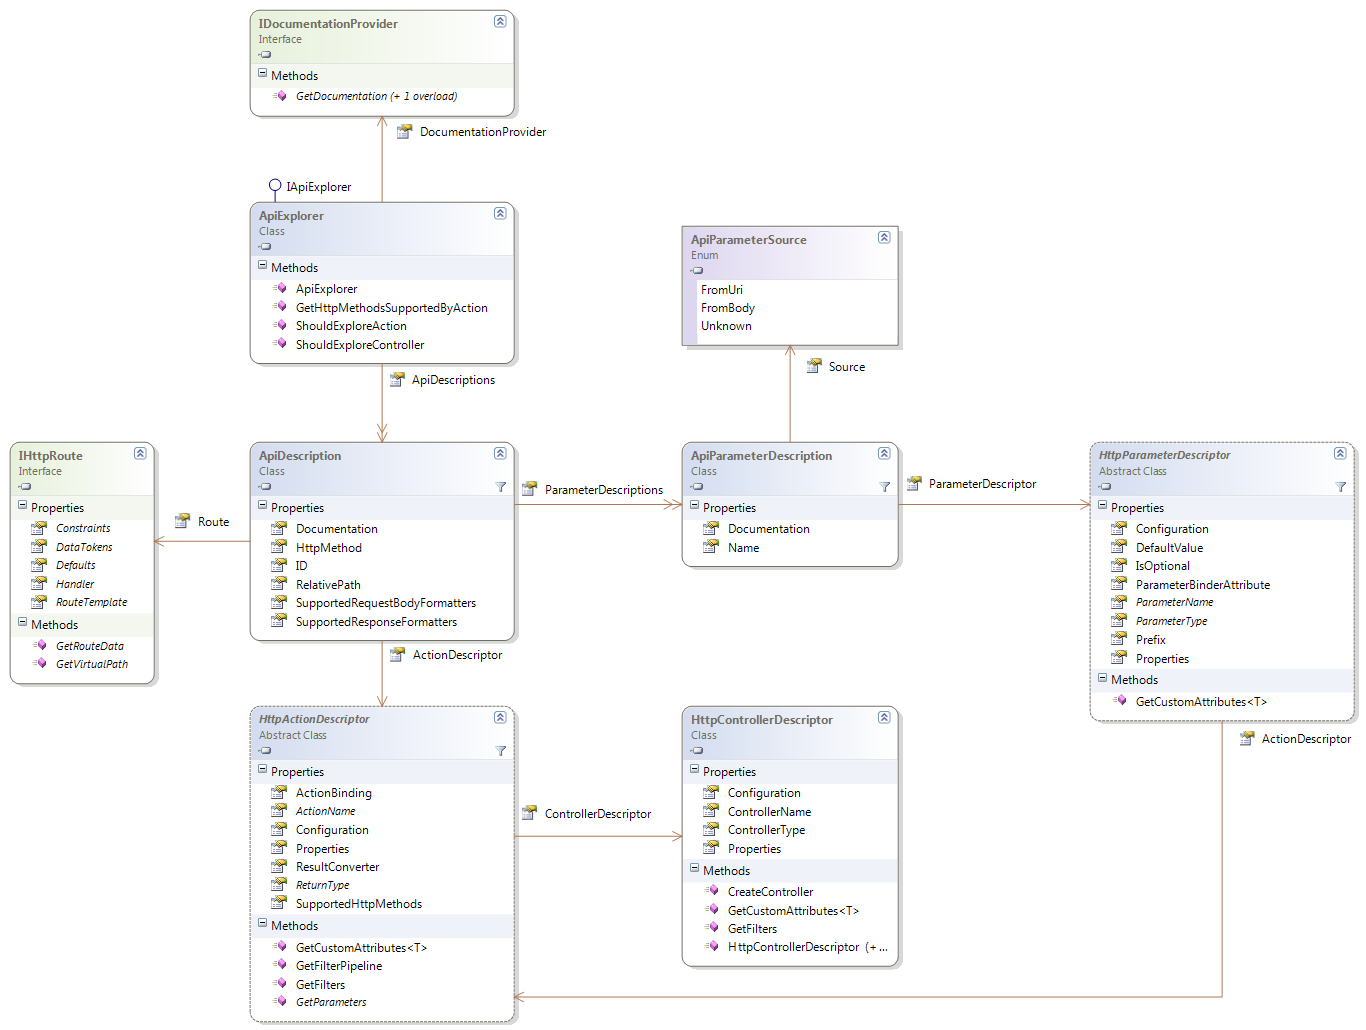 IDocumentationProvider
Interface
Methods
GetDocumentation (+ 1 overload)
DocumentationProvider
IApiExplorer
ApiExplorer
Class
Methods
ApiExplorer
GetHttpMethodsSupportedByAction
ShouldExploreAction
ShouldExploreController
ApiDescriptions
ApiParameterSource
Enum
FromUri
FromBody
Unknown
Source
IHttpRoute
Interface
Properties
Constraints
DataTokens
Defaults
Handler
RouteTemplate
Methods
GetRouteData
GetVirtualPath
Route
ApiDescription
Class
Properties
Documentation
HttpMethod
ID
RelativePath
SupportedRequestBodyFormatters
SupportedResponseFormatters
ParameterDescriptions
ApiParameterDescription
Class
Properties
Documentation
Name
ParameterDescriptor
HttpParameterDescriptor
Abstract Class
Properties
Configuration
DefaultValue
IsOptional
ParameterBinderAttribute
ParameterName
ParameterType
Prefix
Properties
Methods
GetCustomAttributes<T>
ActionDescriptor
ActionDescriptor
HttpActionDescriptor
Abstract Class
Properties
ActionBinding
ActionName
Configuration
Properties
ResultConverter
ReturnType
SupportedHttpMethods
Methods
GetCustomAttributes<T>
GetFilterPipeline
GetFilters
GetParameters
ControllerDescriptor
HttpControllerDescriptor
Class
Properties
Configuration
ControllerName
ControllerType
Properties
Methods
CreateController
GetCustomAttributes<T>
GetFilters
HttpControllerDescriptor (+ ...